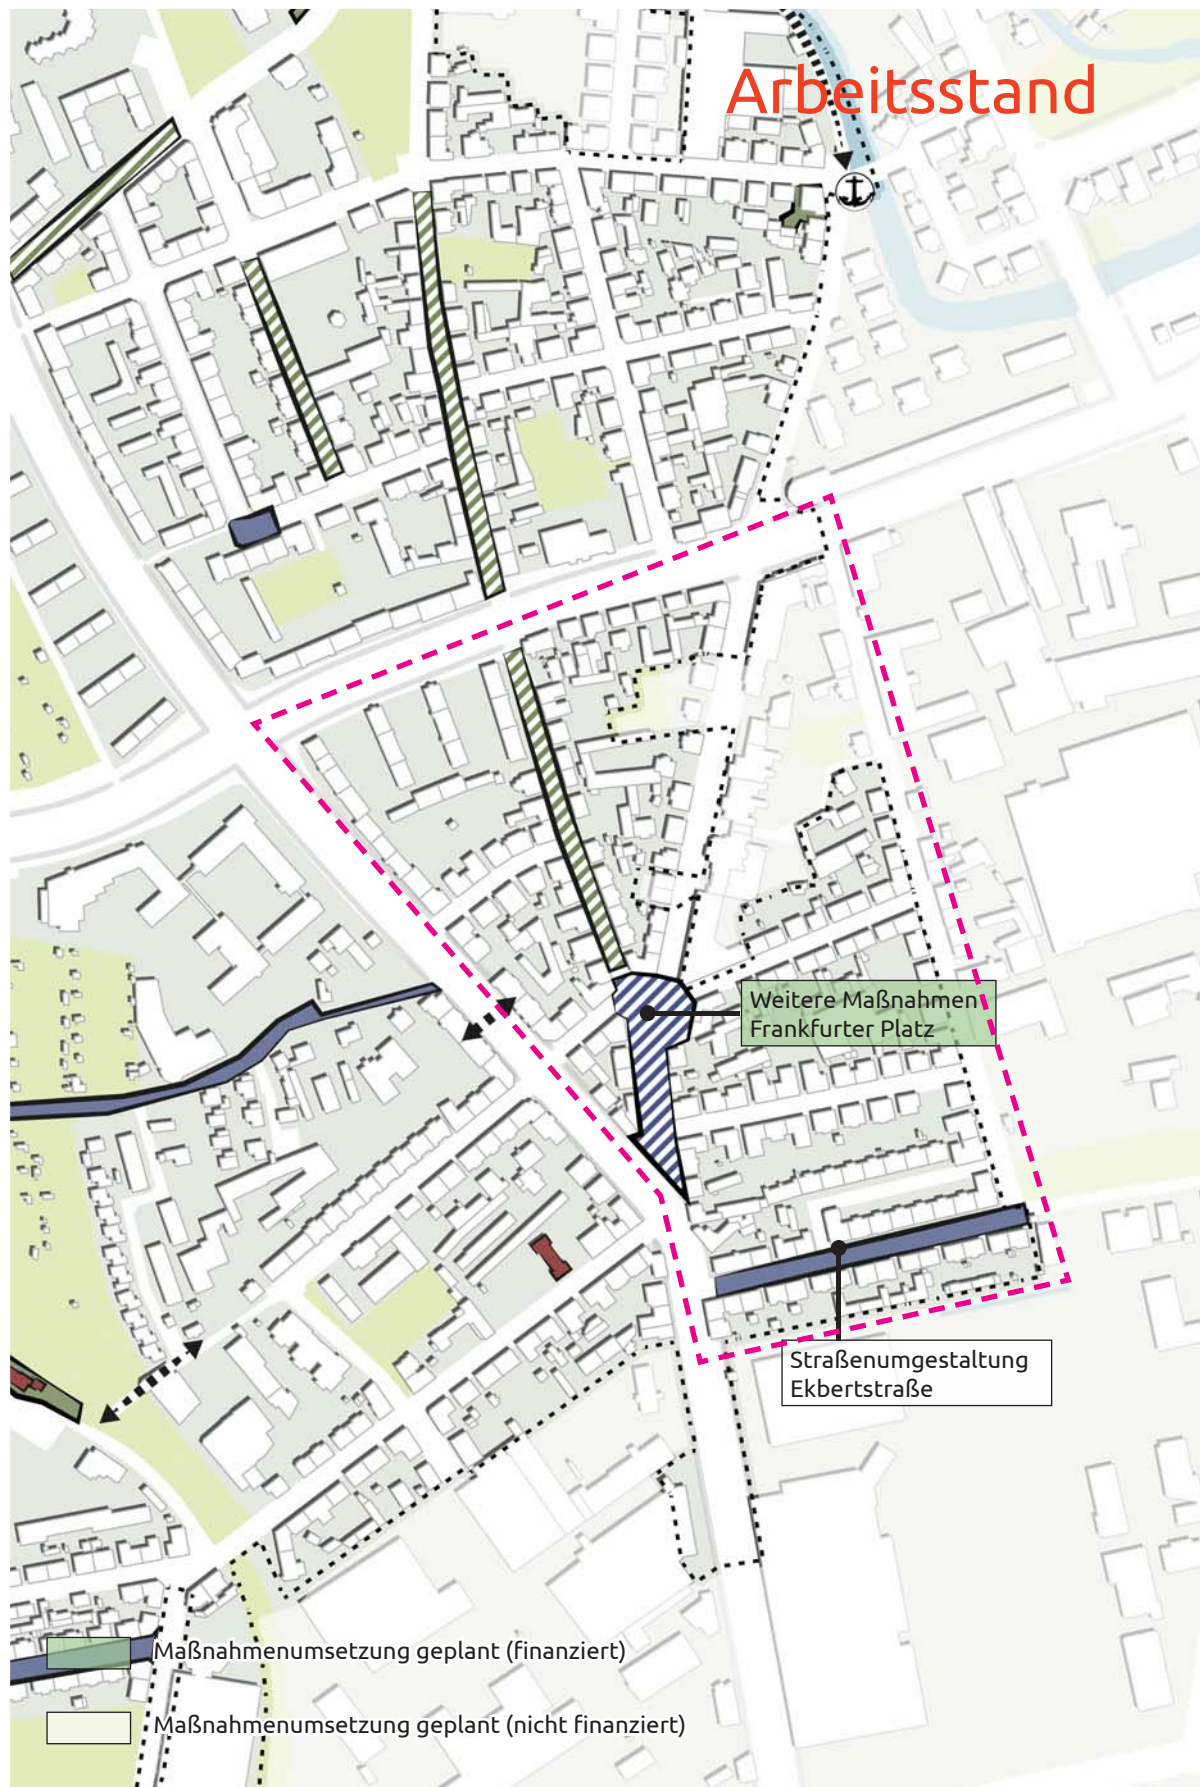 Arbeitsstand
Weitere Maßnahmen
Frankfurter Platz
Straßenumgestaltung
Ekbertstraße
Maßnahmenumsetzung geplant (finanziert)
Maßnahmenumsetzung geplant (nicht finanziert)